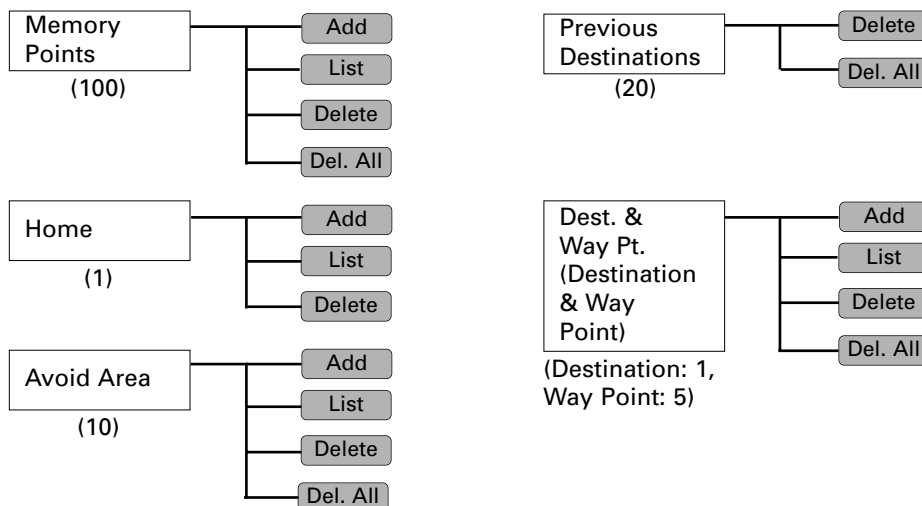 Memory
Points
(100)
Add
List
Delete
Del. All
Home
(1)
Add
List
Delete
Avoid Area
(10)
Add
List
Delete
Del. All
Previous
Destinations
(20)
Delete
Del. All
Dest. &
Way Pt.
(Destination
& Way
Point)
(Destination: 1,
Way Point: 5)
Add
List
Delete
Del. All